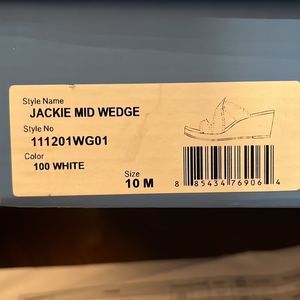 Style Name
JACKIE MID WEDGE
Style No
111201WG01
Color
100 WHITE
Size
10 M
8 85434 76906 4